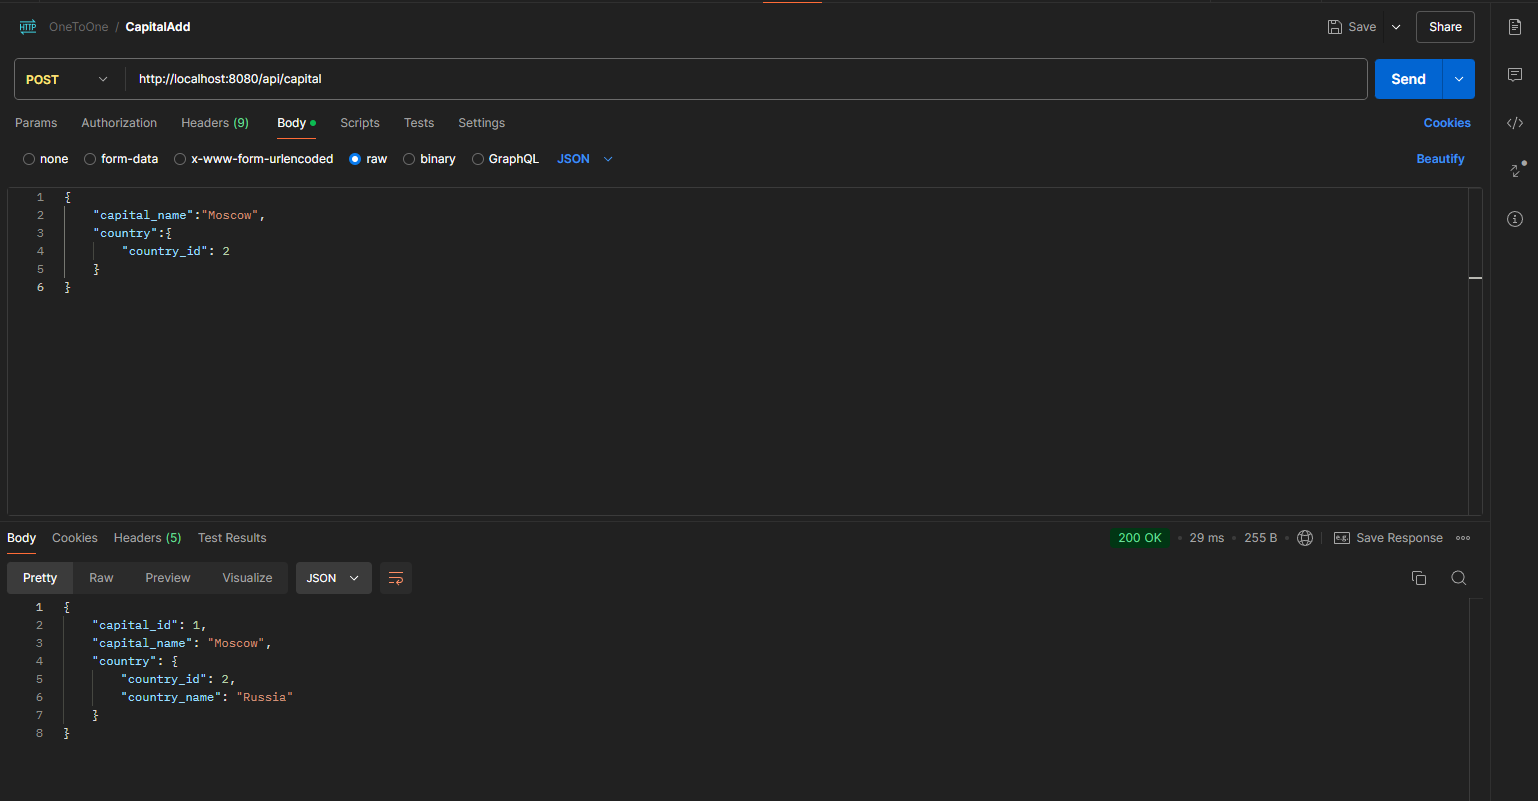 HTTP OneToOne / CapitalAdd Save Share
POST http://localhost:8080/api/capital Send
Params Authorization Headers (9) Body Scripts Tests Settings Cookies
none form-data x-www-form-urlencoded raw binary GraphQL JSON Beautify
1 {
2 "capital_name":"Moscow",
3 "country":{
4 "country_id": 2
5 }
6 }
Body Cookies Headers (5) Test Results 200 OK • 29 ms • 255 B e.g. Save Response
Pretty Raw Preview Visualize JSON
1 {
2 "capital_id": 1,
3 "capital_name": "Moscow",
4 "country": {
5 "country_id": 2,
6 "country_name": "Russia"
7 }
8 }